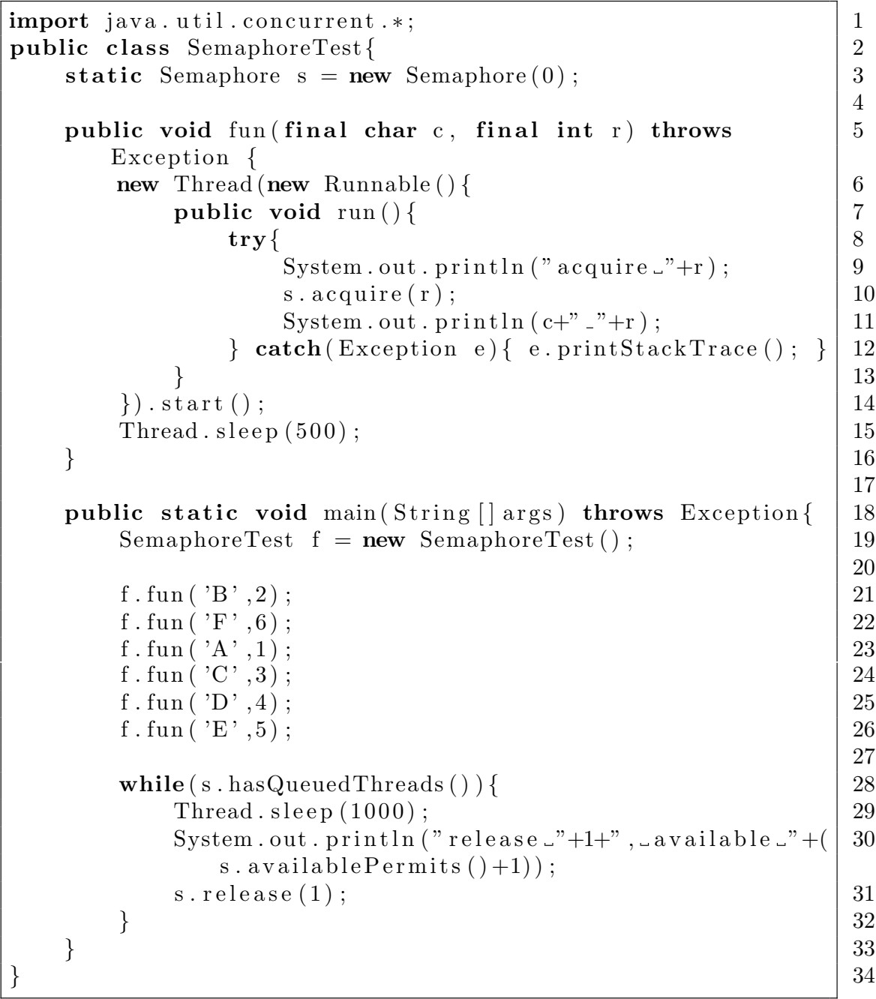 import java.util.concurrent.*; 1
public class SemaphoreTest{ 2
    static Semaphore s = new Semaphore(0); 3
4
    public void fun(final char c, final int r) throws 5
        Exception {
        new Thread(new Runnable(){ 6
            public void run(){ 7
                try{ 8
                    System.out.println("acquire␣"+r); 9
                    s.acquire(r); 10
                    System.out.println(c+"_"+r); 11
                } catch(Exception e){ e.printStackTrace(); } 12
            } 13
        }).start(); 14
        Thread.sleep(500); 15
    } 16
17
    public static void main(String[]args) throws Exception{ 18
        SemaphoreTest f = new SemaphoreTest(); 19
20
        f.fun('B',2); 21
        f.fun('F',6); 22
        f.fun('A',1); 23
        f.fun('C',3); 24
        f.fun('D',4); 25
        f.fun('E',5); 26
27
        while(s.hasQueuedThreads()){ 28
            Thread.sleep(1000); 29
            System.out.println("release␣"+1+",␣available␣"+( 30
                s.availablePermits()+1));
            s.release(1); 31
        } 32
    } 33
} 34